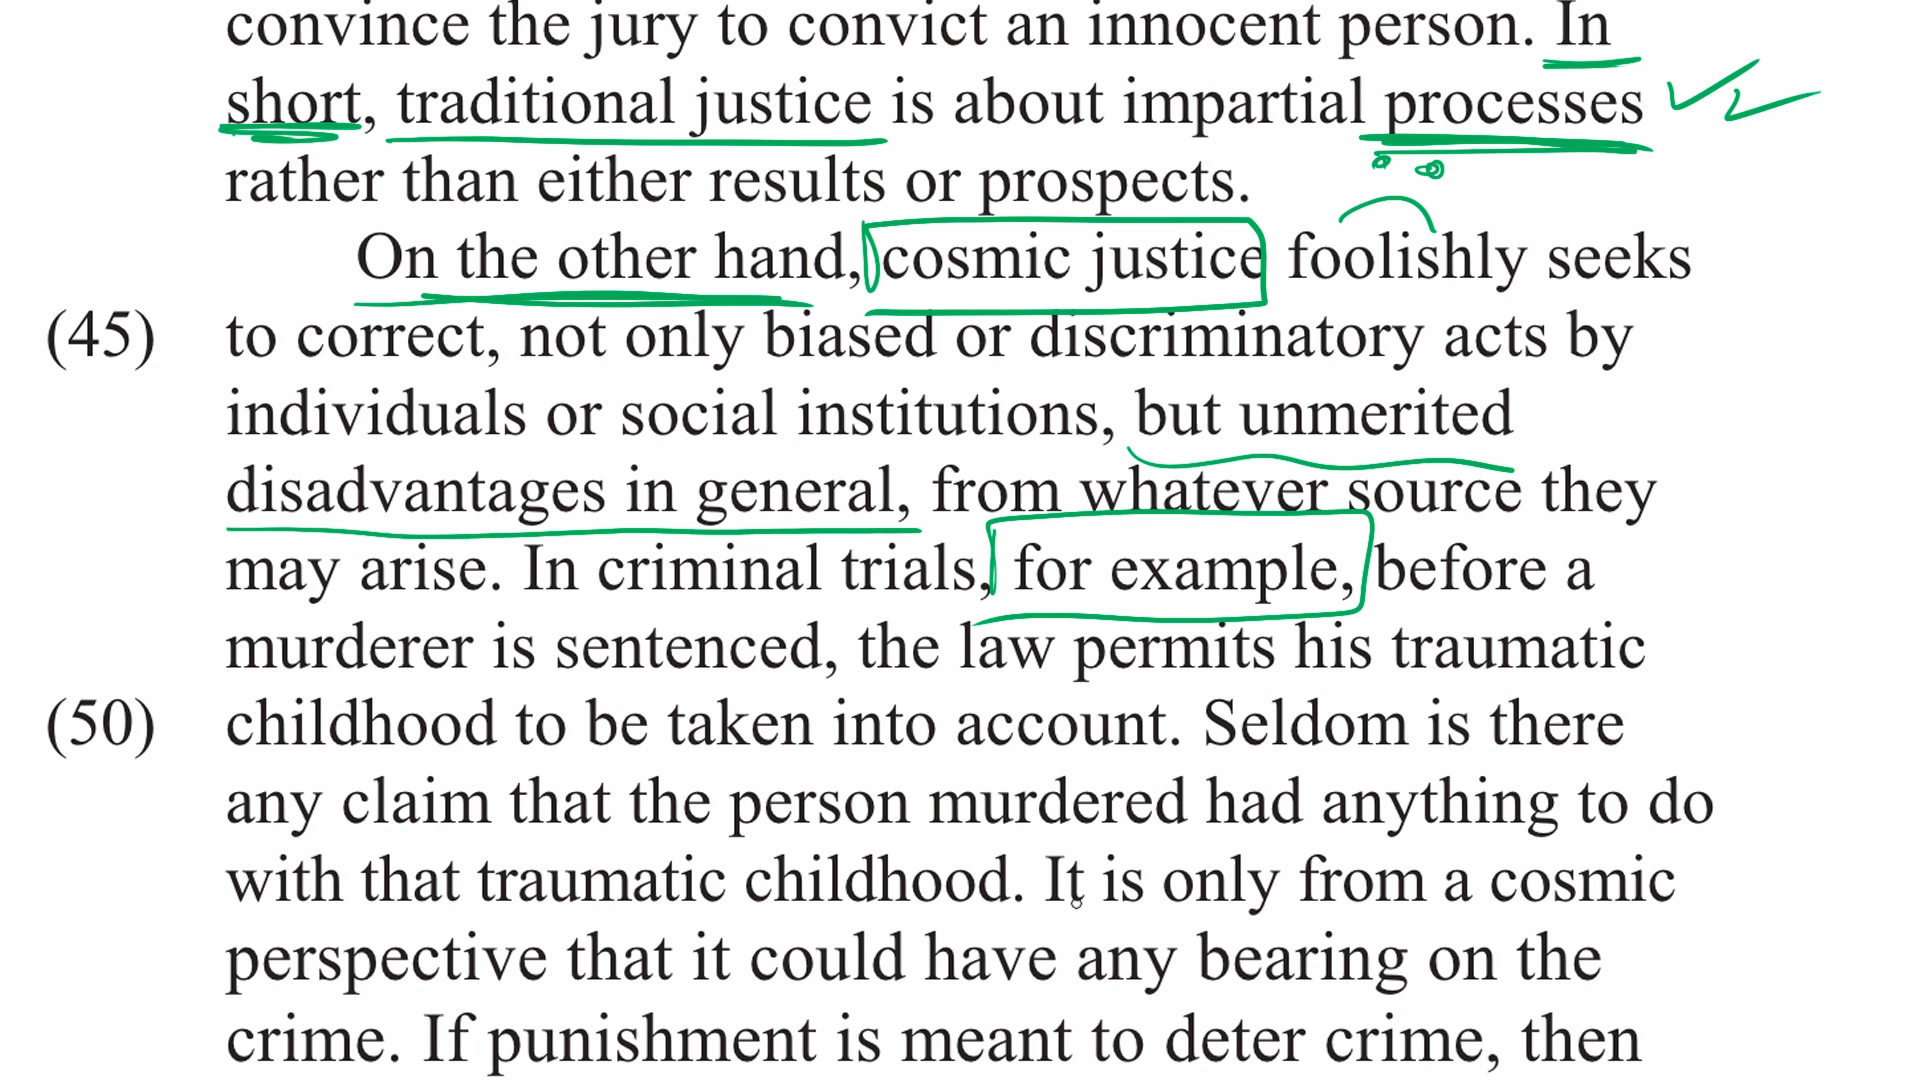 convince the jury to convict an innocent person. In
short, traditional justice is about impartial processes
rather than either results or prospects.
On the other hand, cosmic justice foolishly seeks
(45) to correct, not only biased or discriminatory acts by
individuals or social institutions, but unmerited
disadvantages in general, from whatever source they
may arise. In criminal trials, for example, before a
murderer is sentenced, the law permits his traumatic
(50) childhood to be taken into account. Seldom is there
any claim that the person murdered had anything to do
with that traumatic childhood. It is only from a cosmic
perspective that it could have any bearing on the
crime. If punishment is meant to deter crime, then